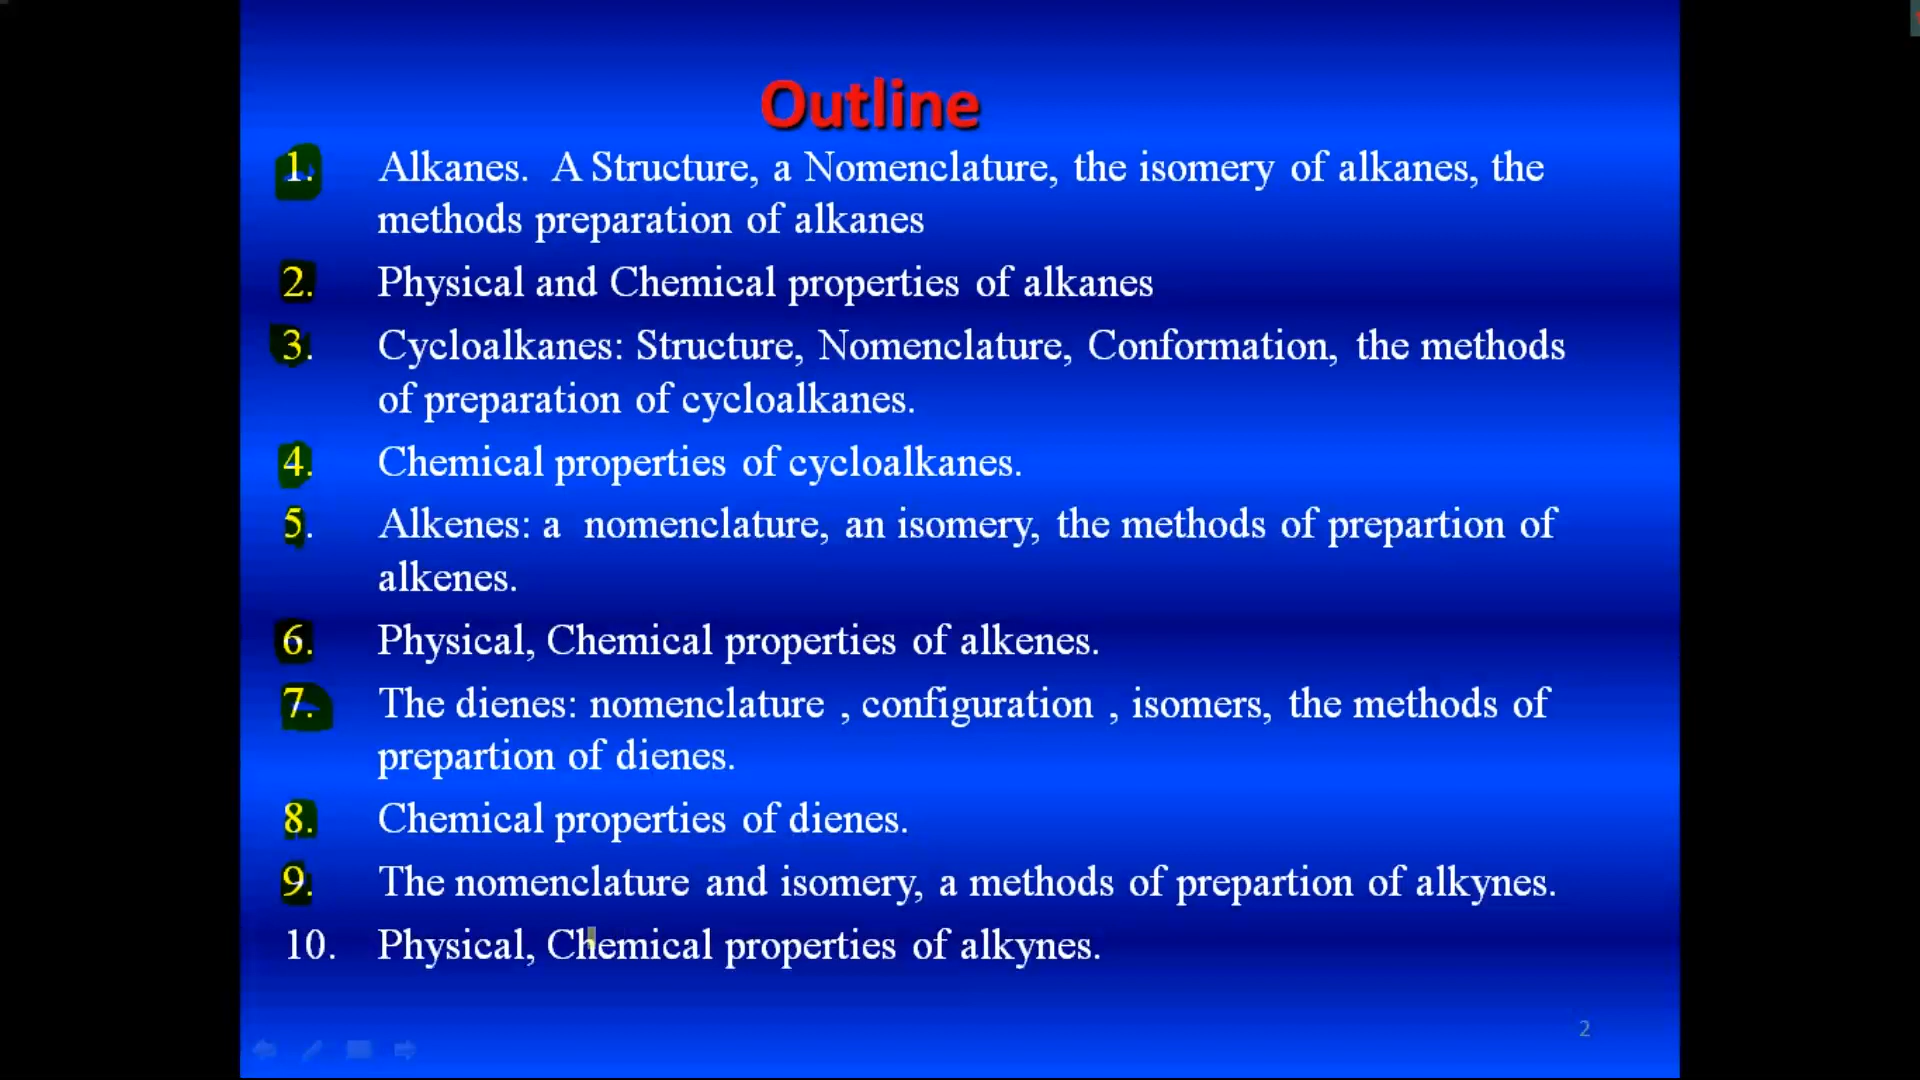 Outline
1. Alkanes. A Structure, a Nomenclature, the isomery of alkanes, the
methods preparation of alkanes
2. Physical and Chemical properties of alkanes
3. Cycloalkanes: Structure, Nomenclature, Conformation, the methods
of preparation of cycloalkanes.
4. Chemical properties of cycloalkanes.
5. Alkenes: a nomenclature, an isomery, the methods of prepartion of
alkenes.
6. Physical, Chemical properties of alkenes.
7. The dienes: nomenclature , configuration , isomers, the methods of
prepartion of dienes.
8. Chemical properties of dienes.
9. The nomenclature and isomery, a methods of prepartion of alkynes.
10. Physical, Chemical properties of alkynes.
2